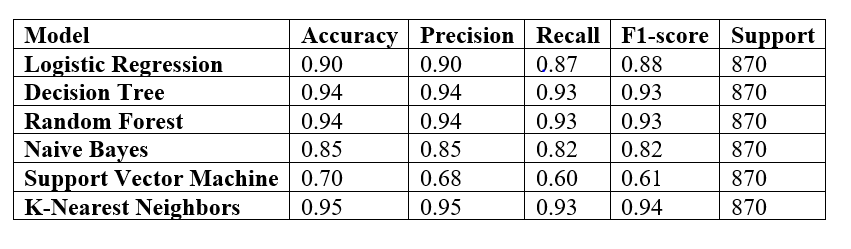 Model Accuracy Precision Recall F1-score Support
Logistic Regression 0.90 0.90 0.87 0.88 870
Decision Tree 0.94 0.94 0.93 0.93 870
Random Forest 0.94 0.94 0.93 0.93 870
Naive Bayes 0.85 0.85 0.82 0.82 870
Support Vector Machine 0.70 0.68 0.60 0.61 870
K-Nearest Neighbors 0.95 0.95 0.93 0.94 870